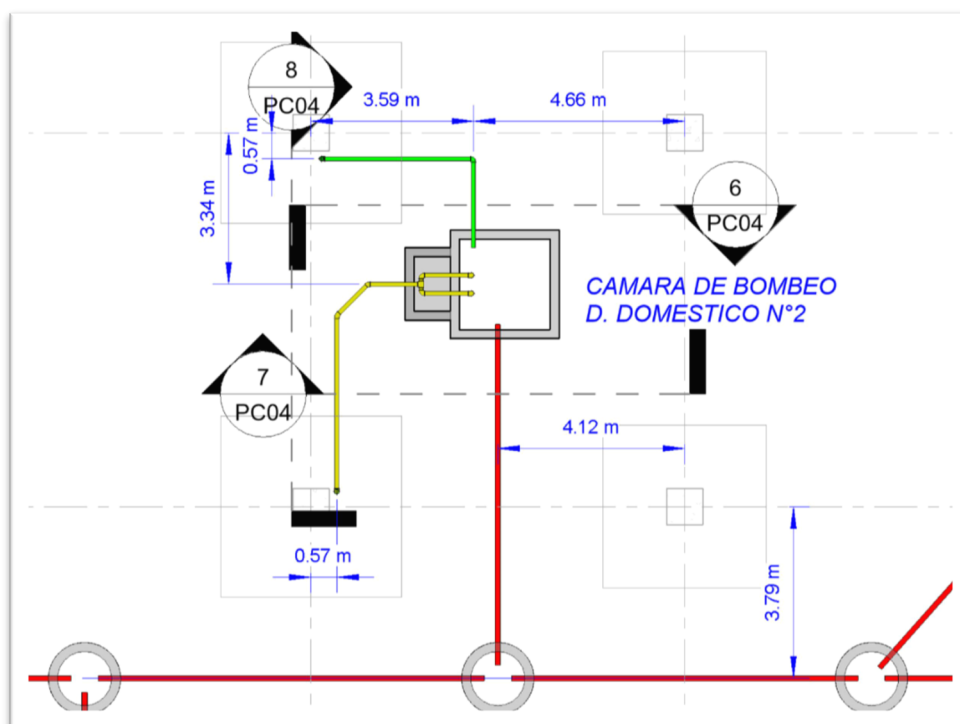 8
PC04
3.59 m
4.66 m
0.57 m
3.34 m
6
PC04
CAMARA DE BOMBEO
D. DOMESTICO N°2
7
PC04
4.12 m
0.57 m
3.79 m